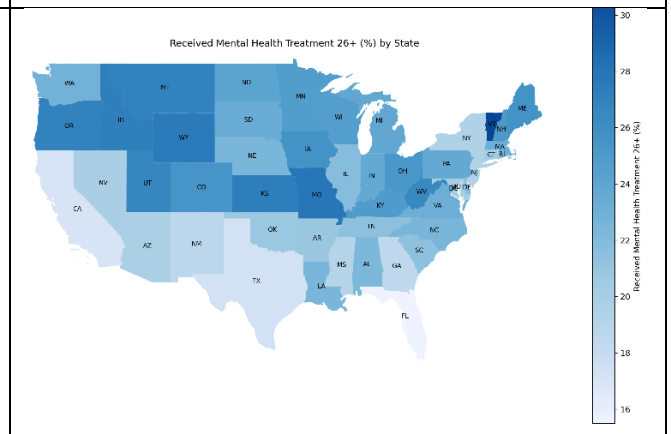 Received Mental Health Treatment 26+ (%) by State
30
28
26
24
22
20
18
16
Received Mental Health Treatment 26+ (%)
WA
MT
ND
MN
ME
OR
ID
WY
SD
WI
MI
VT
NH
NY
MA
CT
RI
NE
IA
PA
NJ
NV
UT
CO
KS
MO
IL
IN
OH
WV
MD
DE
VA
KY
CA
AZ
NM
OK
AR
TN
NC
SC
TX
LA
MS
AL
GA
FL